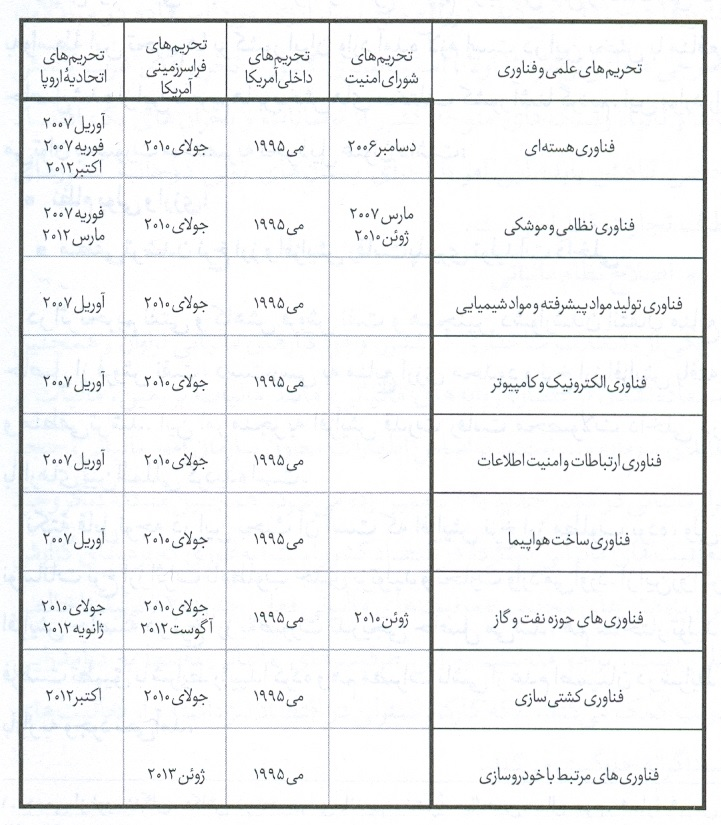 تحریم‌های علمی و فناوری
تحریم‌های
شورای امنیت
تحریم‌های
داخلی آمریکا
تحریم‌های
فراسرزمینی
آمریکا
تحریم‌های
اتحادیهٔ اروپا
فناوری هسته‌ای
دسامبر ۲۰۰۶
می ۱۹۹۵
جولای ۲۰۱۰
آوریل ۲۰۰۷
فوریه ۲۰۰۷
اکتبر ۲۰۱۲
فناوری نظامی و موشکی
مارس ۲۰۰۷
ژوئن ۲۰۱۰
می ۱۹۹۵
جولای ۲۰۱۰
فوریه ۲۰۰۷
مارس ۲۰۱۲
فناوری تولید مواد پیشرفته و مواد شیمیایی
می ۱۹۹۵
جولای ۲۰۱۰
آوریل ۲۰۰۷
فناوری الکترونیک و کامپیوتر
می ۱۹۹۵
جولای ۲۰۱۰
آوریل ۲۰۰۷
فناوری ارتباطات و امنیت اطلاعات
می ۱۹۹۵
جولای ۲۰۱۰
آوریل ۲۰۰۷
فناوری ساخت هواپیما
می ۱۹۹۵
جولای ۲۰۱۰
آوریل ۲۰۰۷
فناوری‌های حوزه نفت و گاز
ژوئن ۲۰۱۰
می ۱۹۹۵
جولای ۲۰۱۰
آگوست ۲۰۱۲
جولای ۲۰۱۰
ژانویه ۲۰۱۲
فناوری کشتی سازی
می ۱۹۹۵
جولای ۲۰۱۰
اکتبر ۲۰۱۲
فناوری‌های مرتبط با خودروسازی
می ۱۹۹۵
ژوئن ۲۰۱۳